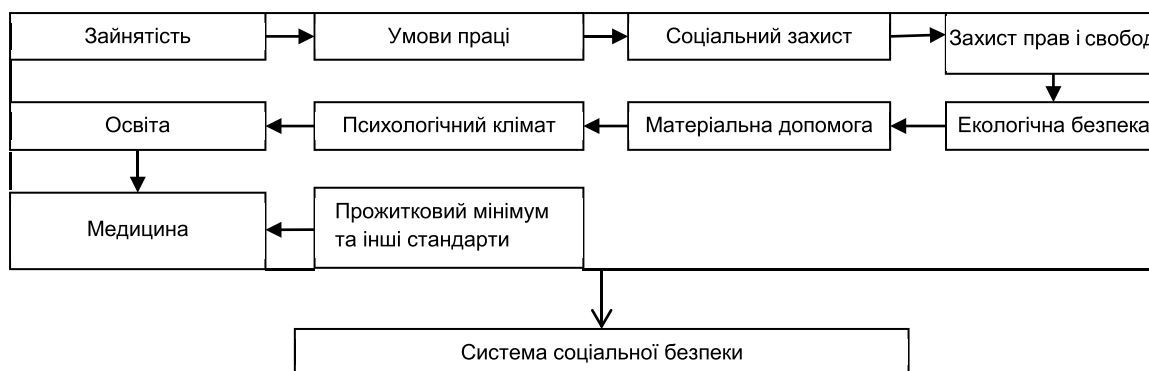 Зайнятість
Умови праці
Соціальний захист
Захист прав і свобод
Освіта
Психологічний клімат
Матеріальна допомога
Екологічна безпека
Медицина
Прожитковий мінімум
та інші стандарти
Система соціальної безпеки